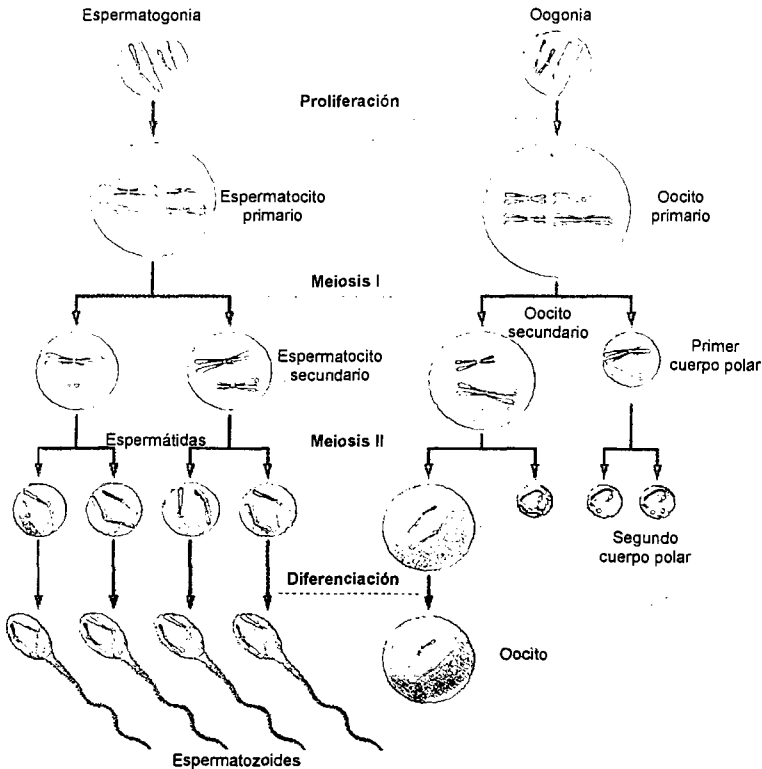 Espermatogonia
Oogonia
Proliferación
Espermatocito
primario
Oocito
primario
Meiosis I
Espermatocito
secundario
Oocito
secundario
Primer
cuerpo polar
Espermátidas
Meiosis II
Segundo
cuerpo polar
Diferenciación
Oocito
Espermatozoides